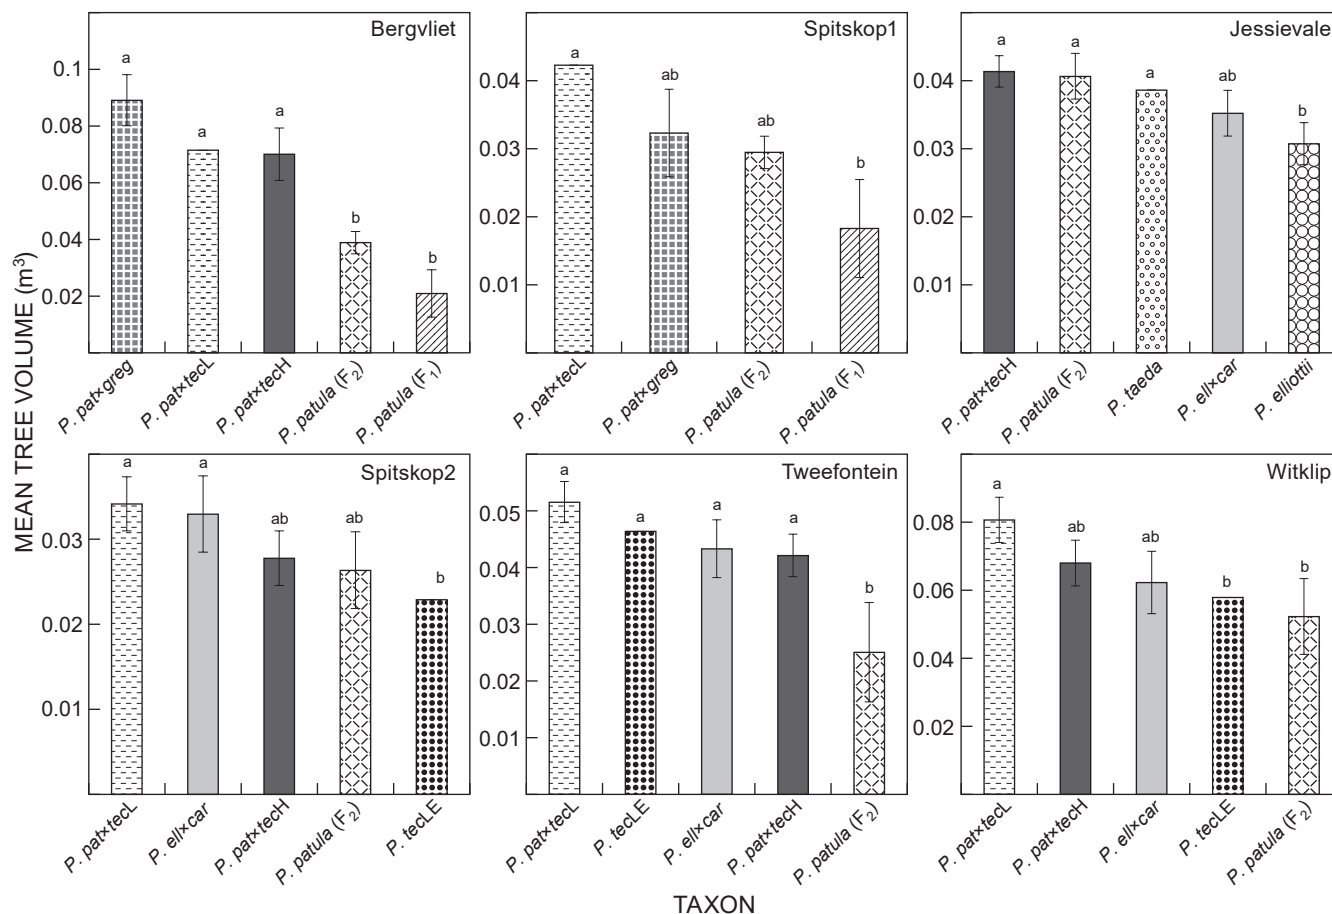 MEAN TREE VOLUME (m³)
Bergvliet
0.1
0.08
0.06
0.04
0.02
a
a
a
b
b
P. pat×greg
P. pat×tecL
P. pat×tecH
P. patula (F₂)
P. patula (F₁)
Spitskop1
0.04
0.03
0.02
0.01
a
ab
ab
b
P. pat×tecL
P. pat×greg
P. patula (F₂)
P. patula (F₁)
Jessievale
0.04
0.03
0.02
0.01
a
a
a
ab
b
P. pat×tecH
P. patula (F₂)
P. taeda
P. ell×car
P. elliottii
Spitskop2
0.03
0.02
0.01
a
a
ab
ab
b
P. pat×tecL
P. ell×car
P. pat×tecH
P. patula (F₂)
P. tecLE
Tweefontein
0.05
0.04
0.03
0.02
0.01
a
a
a
a
b
P. pat×tecL
P. tecLE
P. ell×car
P. pat×tecH
P. patula (F₂)
Witklip
0.08
0.06
0.04
0.02
a
ab
ab
b
b
P. pat×tecL
P. pat×tecH
P. ell×car
P. tecLE
P. patula (F₂)
TAXON